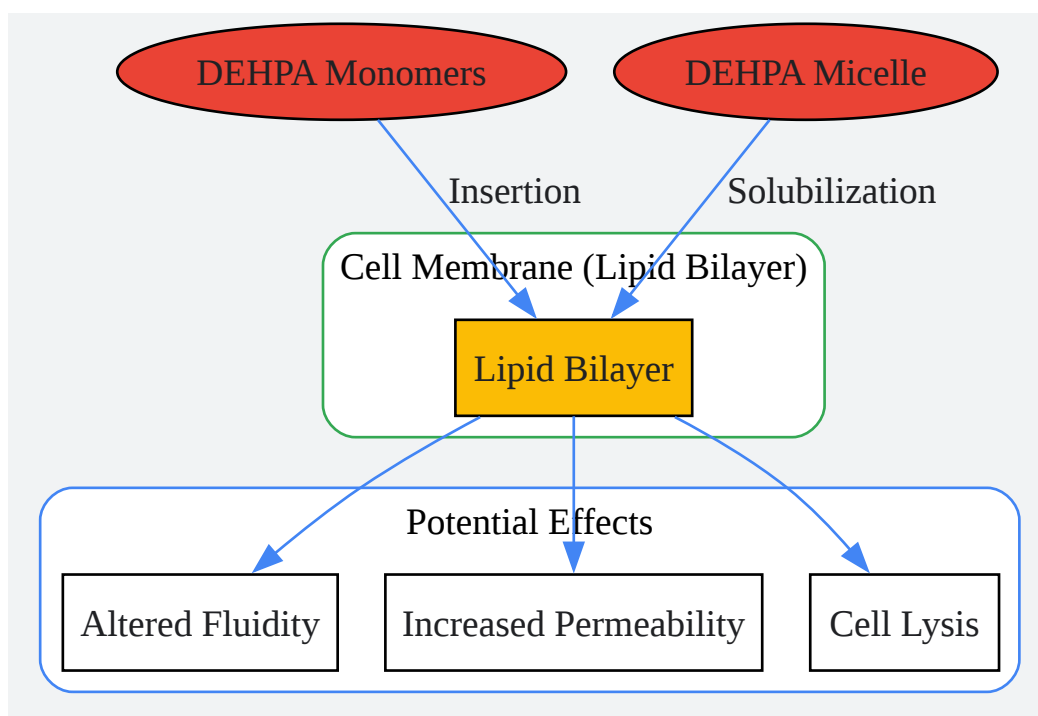 DEHPA Monomers
DEHPA Micelle
Insertion
Solubilization
Cell Membrane (Lipid Bilayer)
Lipid Bilayer
Potential Effects
Altered Fluidity
Increased Permeability
Cell Lysis